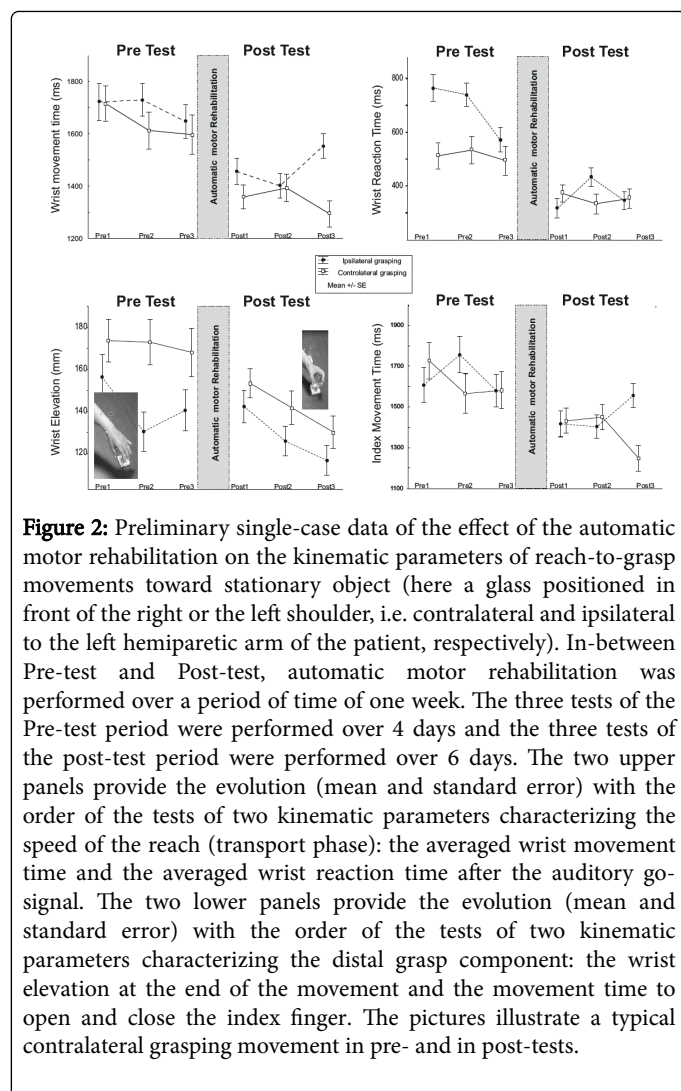 Pre Test
Post Test
Wrist movement time (ms)
1800
1600
1400
1200
Automatic motor Rehabilitation
Pre1
Pre2
Pre3
Post1
Post2
Post3
Pre Test
Post Test
Wrist Reaction Time (ms)
800
600
400
Automatic motor Rehabilitation
Pre1
Pre2
Pre3
Post1
Post2
Post3
Ipsilateral grasping
Controlateral grasping
Mean +/- SE
Pre Test
Post Test
Wrist Elevation (mm)
180
160
140
120
Automatic motor Rehabilitation
Pre1
Pre2
Pre3
Post1
Post2
Post3
Pre Test
Post Test
Index Movement Time (ms)
1900
1700
1500
1300
1100
Automatic motor Rehabilitation
Pre1
Pre2
Pre3
Post1
Post2
Post3
Figure 2: Preliminary single-case data of the effect of the automatic
motor rehabilitation on the kinematic parameters of reach-to-grasp
movements toward stationary object (here a glass positioned in
front of the right or the left shoulder, i.e. contralateral and ipsilateral
to the left hemiparetic arm of the patient, respectively). In-between
Pre-test and Post-test, automatic motor rehabilitation was
performed over a period of time of one week. The three tests of the
Pre-test period were performed over 4 days and the three tests of
the post-test period were performed over 6 days. The two upper
panels provide the evolution (mean and standard error) with the
order of the tests of two kinematic parameters characterizing the
speed of the reach (transport phase): the averaged wrist movement
time and the averaged wrist reaction time after the auditory go-
signal. The two lower panels provide the evolution (mean and
standard error) with the order of the tests of two kinematic
parameters characterizing the distal grasp component: the wrist
elevation at the end of the movement and the movement time to
open and close the index finger. The pictures illustrate a typical
contralateral grasping movement in pre- and in post-tests.